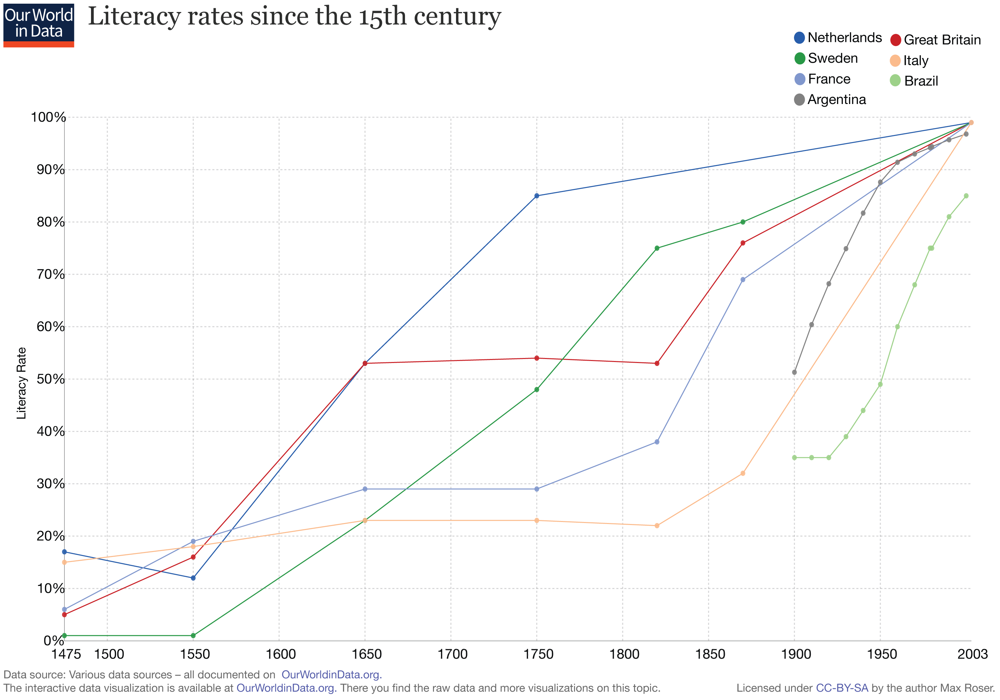 Our World
in Data
Literacy rates since the 15th century
Netherlands
Sweden
France
Argentina
Great Britain
Italy
Brazil
100%
90%
80%
70%
60%
50%
40%
30%
20%
10%
0%
Literacy Rate
1475 1500 1550 1600 1650 1700 1750 1800 1850 1900 1950 2003
Data source: Various data sources – all documented on OurWorldinData.org.
The interactive data visualization is available at OurWorldinData.org. There you find the raw data and more visualizations on this topic.
Licensed under CC-BY-SA by the author Max Roser.